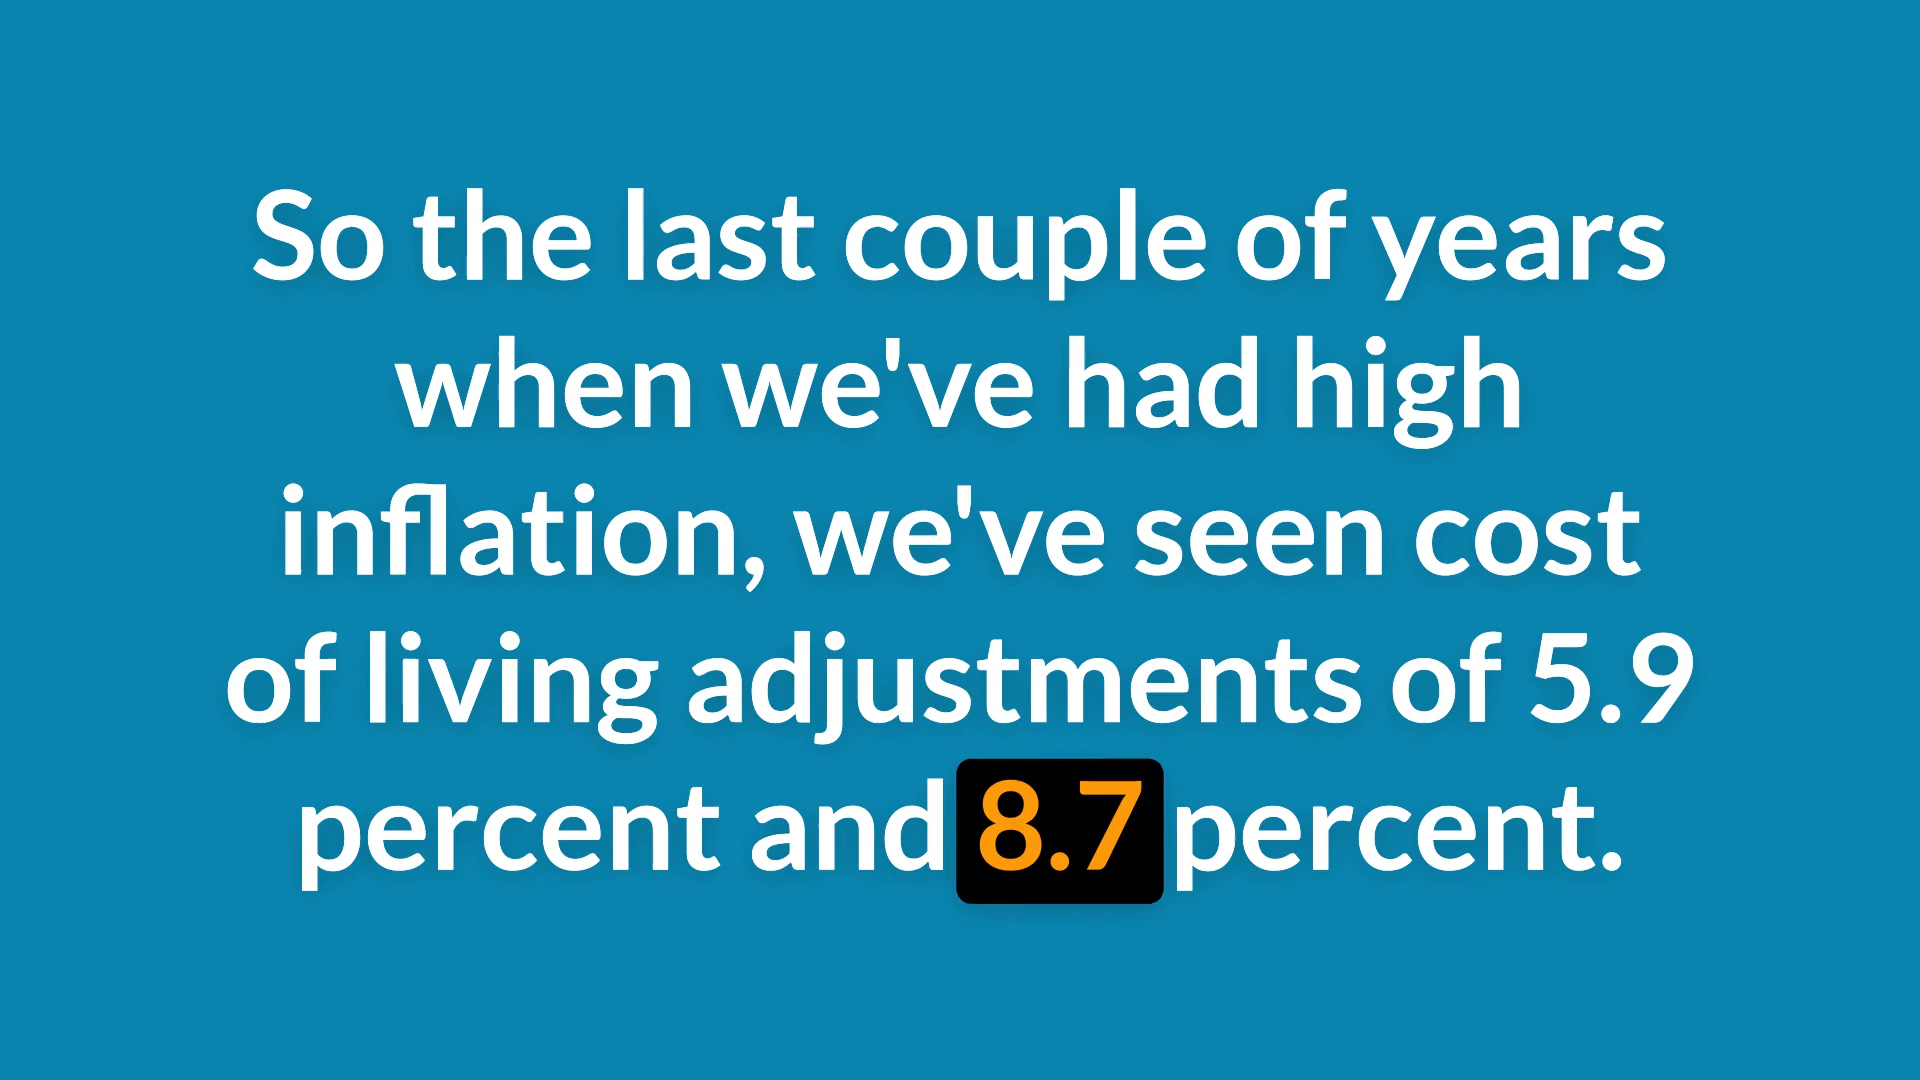 So the last couple of years
when we've had high
inflation, we've seen cost
of living adjustments of 5.9
percent and 8.7 percent.